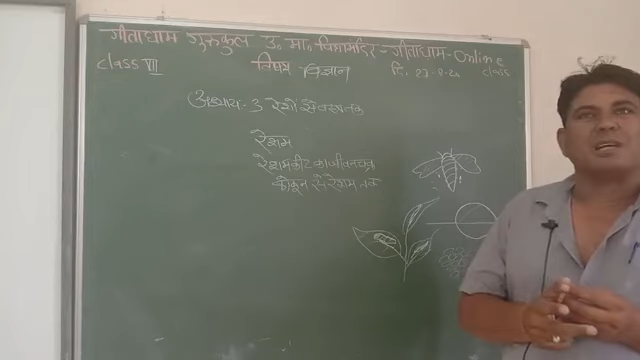 गीताधाम गुरुकुल उ. मा. विद्यामंदिर - गीताधाम - Online
Class VII विषय विज्ञान दि. 27-8-20 class
अध्याय - 3 रेशों से वस्त्र तक
रेशम
रेशम कीट का जीवनचक्र
कोकून से रेशम तक